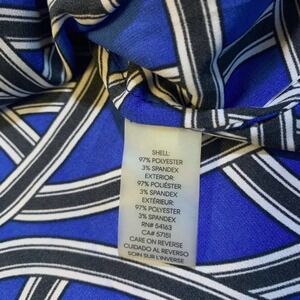 SHELL:
97% POLYESTER
3% SPANDEX
EXTERIOR:
97% POLIÉSTER
3% SPANDEX
EXTÉRIEUR:
97% POLYESTER
3% SPANDEX
RN# 54163
CA# 57151
CARE ON REVERSE
CUIDADO AL REVERSO
SOIN SUR L'INVERSE